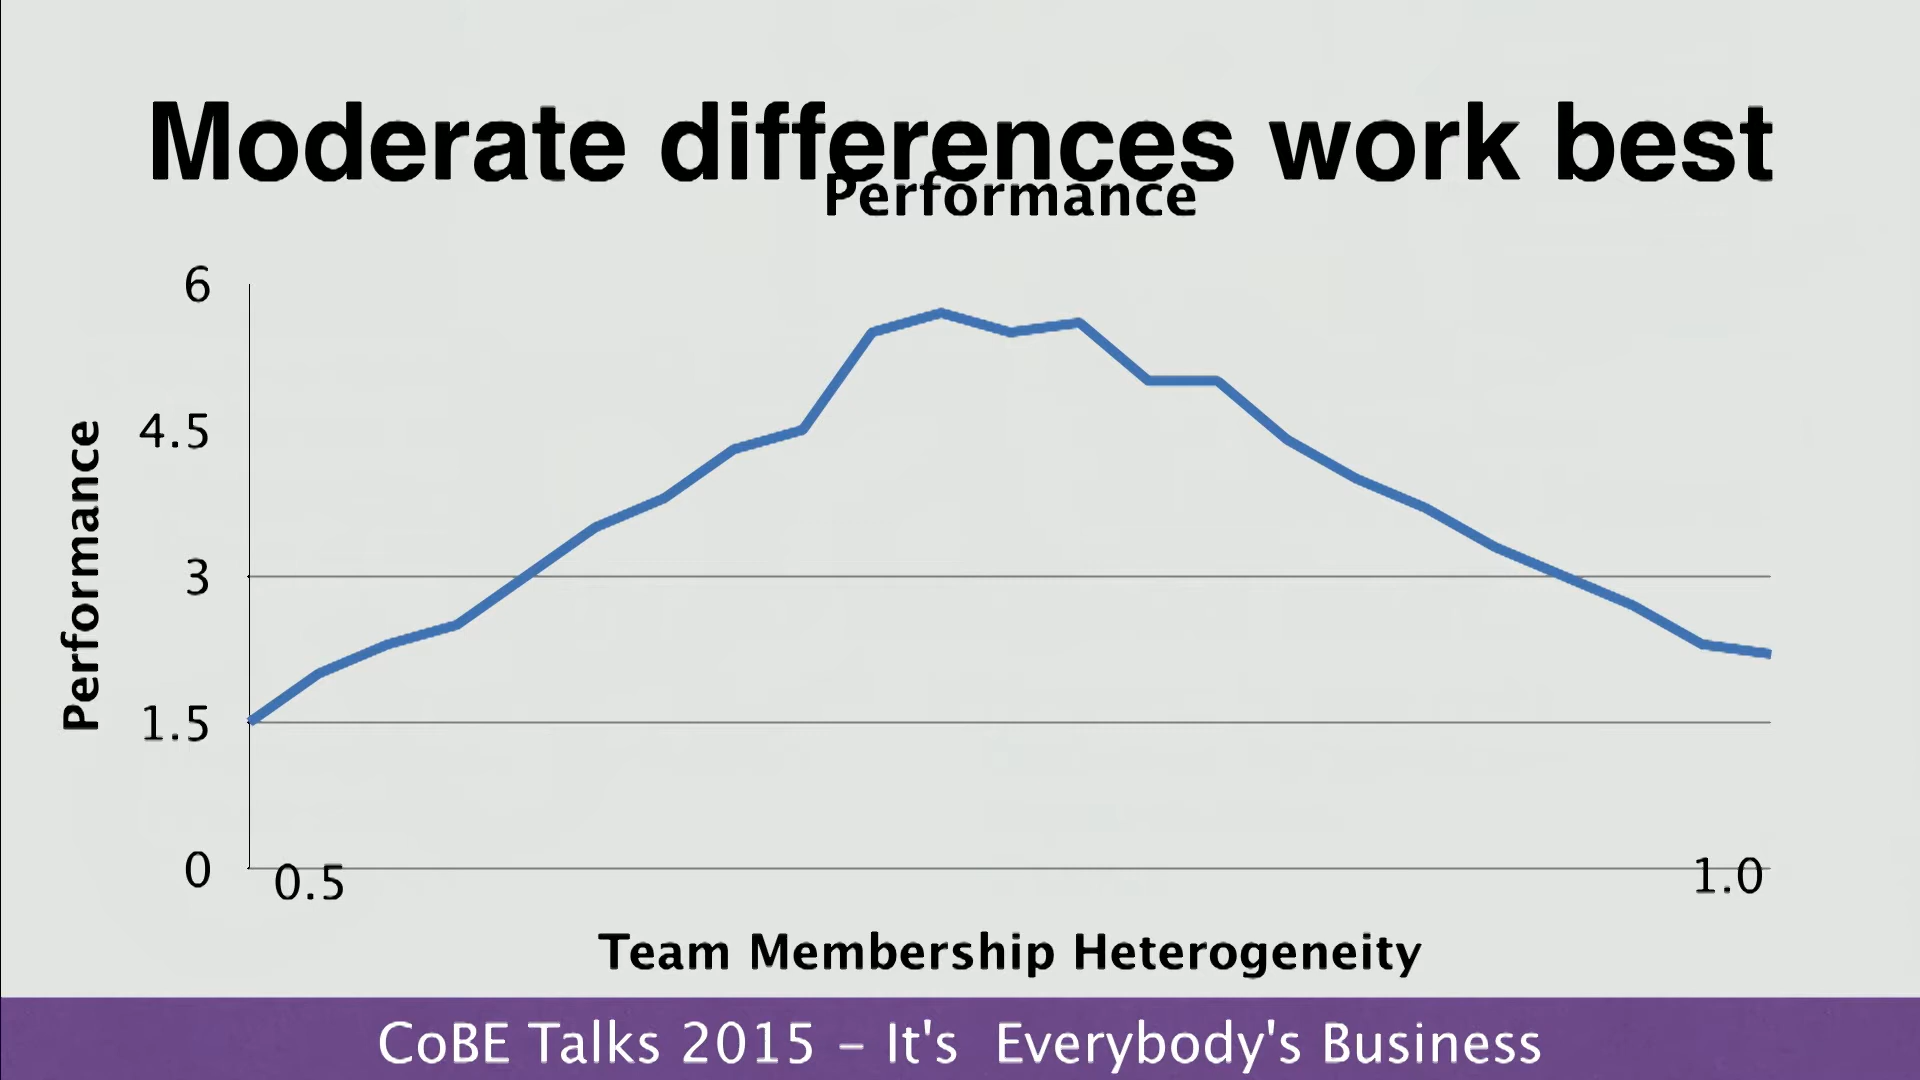 Moderate differences work best
Performance
6
4.5
3
1.5
0
Performance
0.5
1.0
Team Membership Heterogeneity
CoBE Talks 2015 – It's  Everybody's Business